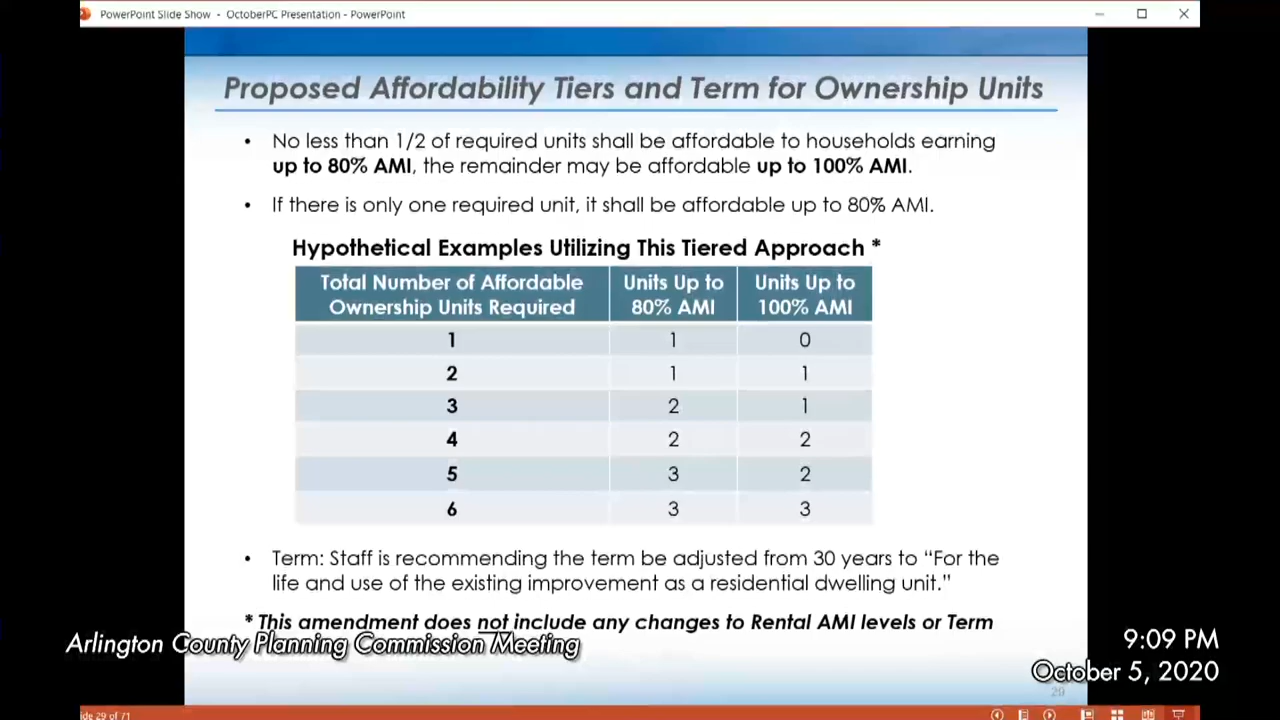 PowerPoint Slide Show - OctoberPC Presentation - PowerPoint
Proposed Affordability Tiers and Term for Ownership Units
• No less than 1/2 of required units shall be affordable to households earning
up to 80% AMI, the remainder may be affordable up to 100% AMI.
• If there is only one required unit, it shall be affordable up to 80% AMI.
Hypothetical Examples Utilizing This Tiered Approach *
Total Number of Affordable Ownership Units Required Units Up to 80% AMI Units Up to 100% AMI
1 1 0
2 1 1
3 2 1
4 2 2
5 3 2
6 3 3
• Term: Staff is recommending the term be adjusted from 30 years to “For the
life and use of the existing improvement as a residential dwelling unit.”
* This amendment does not include any changes to Rental AMI levels or Term
Arlington County Planning Commission Meeting
9:09 PM
October 5, 2020
29
lide 29 of 71